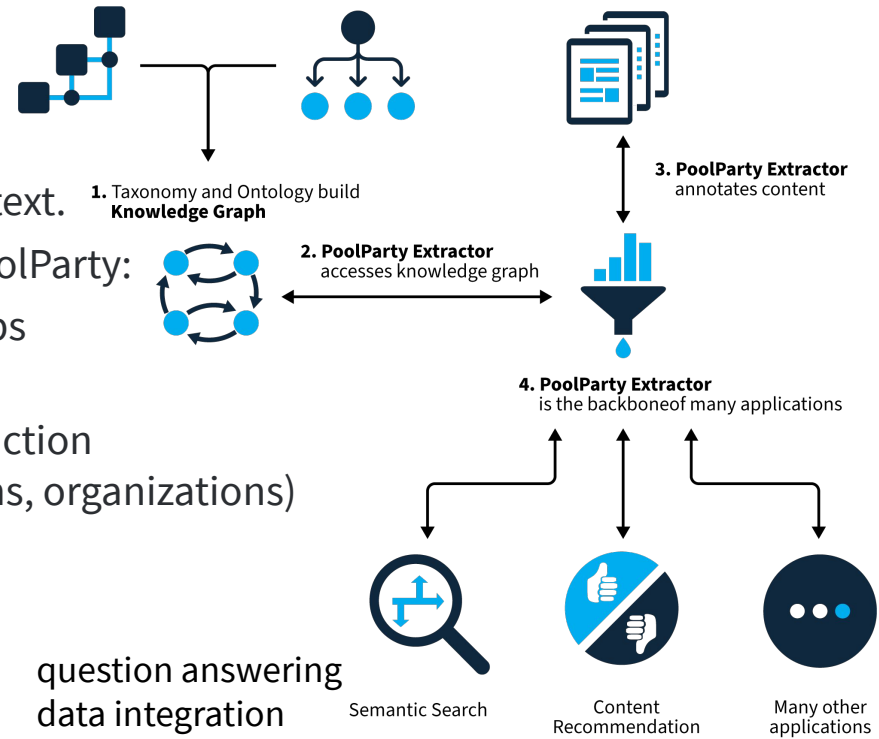 text.
olParty:
os
ction
ns, organizations)
question answering
data integration
1. Taxonomy and Ontology build
Knowledge Graph
2. PoolParty Extractor
accesses knowledge graph
3. PoolParty Extractor
annotates content
4. PoolParty Extractor
is the backboneof many applications
Semantic Search
Content
Recommendation
Many other
applications